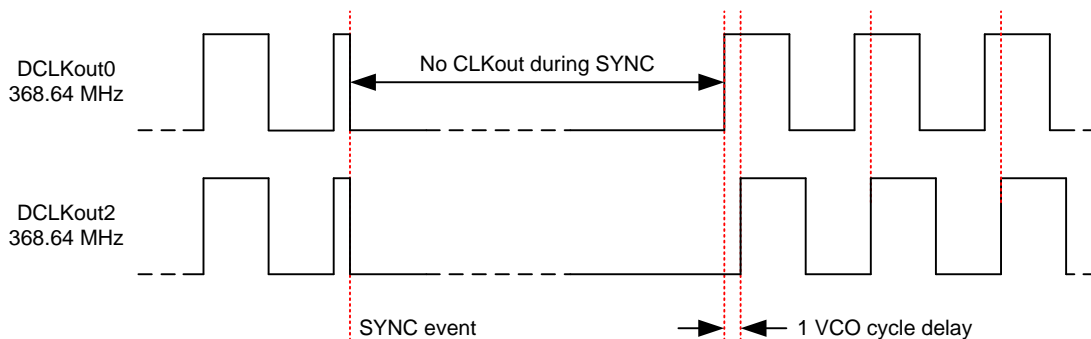 DCLKout0
368.64 MHz
No CLKout during SYNC
DCLKout2
368.64 MHz
SYNC event
1 VCO cycle delay